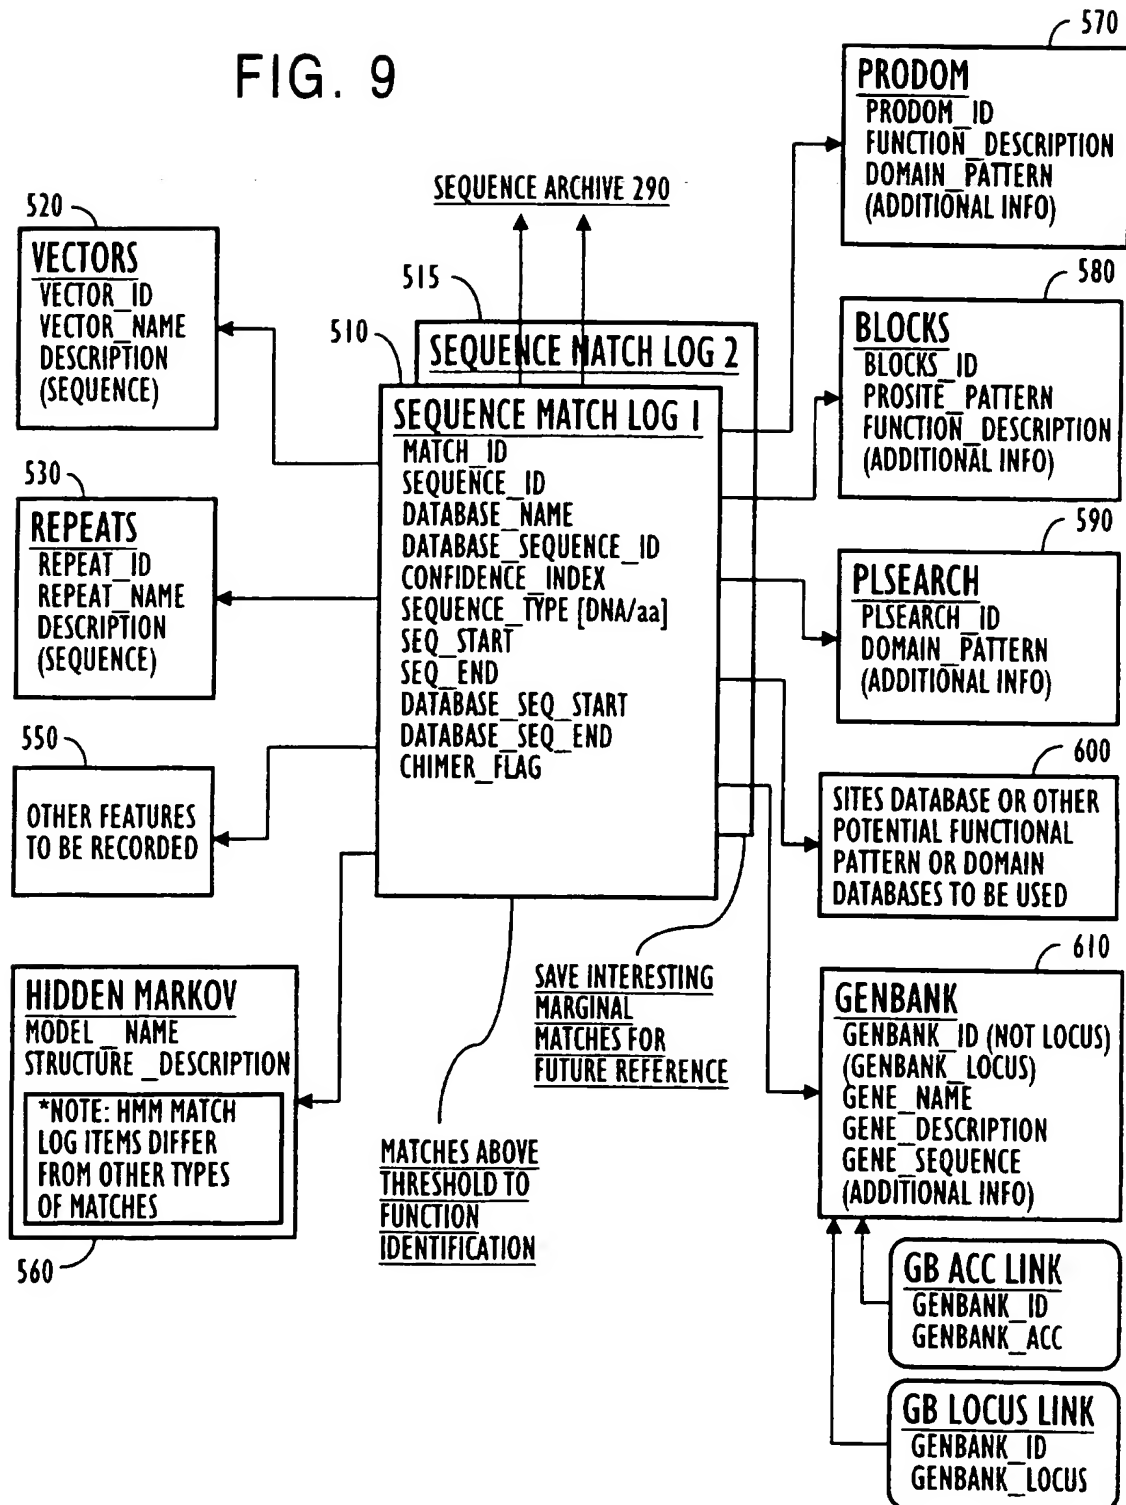 FIG. 9
SEQUENCE ARCHIVE 290
520
VECTORS
VECTOR_ID
VECTOR_NAME
DESCRIPTION
(SEQUENCE)
530
REPEATS
REPEAT_ID
REPEAT_NAME
DESCRIPTION
(SEQUENCE)
550
OTHER FEATURES
TO BE RECORDED
HIDDEN MARKOV
MODEL_NAME
STRUCTURE_DESCRIPTION
*NOTE: HMM MATCH
LOG ITEMS DIFFER
FROM OTHER TYPES
OF MATCHES
560
515
SEQUENCE MATCH LOG 2
510
SEQUENCE MATCH LOG 1
MATCH_ID
SEQUENCE_ID
DATABASE_NAME
DATABASE_SEQUENCE_ID
CONFIDENCE_INDEX
SEQUENCE_TYPE [DNA/aa]
SEQ_START
SEQ_END
DATABASE_SEQ_START
DATABASE_SEQ_END
CHIMER_FLAG
MATCHES ABOVE
THRESHOLD TO
FUNCTION
IDENTIFICATION
SAVE INTERESTING
MARGINAL
MATCHES FOR
FUTURE REFERENCE
570
PRODOM
PRODOM_ID
FUNCTION_DESCRIPTION
DOMAIN_PATTERN
(ADDITIONAL INFO)
580
BLOCKS
BLOCKS_ID
PROSITE_PATTERN
FUNCTION_DESCRIPTION
(ADDITIONAL INFO)
590
PLSEARCH
PLSEARCH_ID
DOMAIN_PATTERN
(ADDITIONAL INFO)
600
SITES DATABASE OR OTHER
POTENTIAL FUNCTIONAL
PATTERN OR DOMAIN
DATABASES TO BE USED
610
GENBANK
GENBANK_ID (NOT LOCUS)
(GENBANK_LOCUS)
GENE_NAME
GENE_DESCRIPTION
GENE_SEQUENCE
(ADDITIONAL INFO)
GB ACC LINK
GENBANK_ID
GENBANK_ACC
GB LOCUS LINK
GENBANK_ID
GENBANK_LOCUS